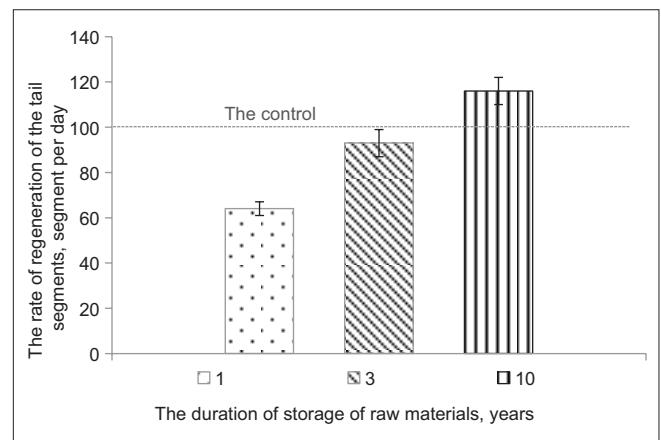 The rate of regeneration of the tail
segments, segment per day
140
120
100
80
60
40
20
0
The control
1 3 10
The duration of storage of raw materials, years